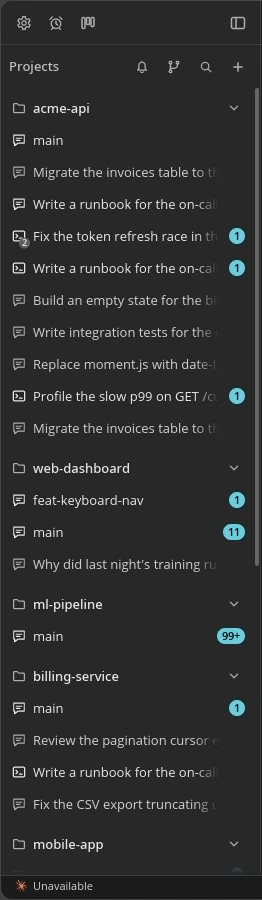 Projects
acme-api
main
Migrate the invoices table to th
Write a runbook for the on-call
2
Fix the token refresh race in th
1
Write a runbook for the on-call
1
Build an empty state for the bi
Write integration tests for the
Replace moment.js with date-f
Profile the slow p99 on GET /cu
1
Migrate the invoices table to th
web-dashboard
feat-keyboard-nav
1
main
11
Why did last night's training ru
ml-pipeline
main
99+
billing-service
main
1
Review the pagination cursor e
Write a runbook for the on-call
Fix the CSV export truncating
mobile-app
Unavailable